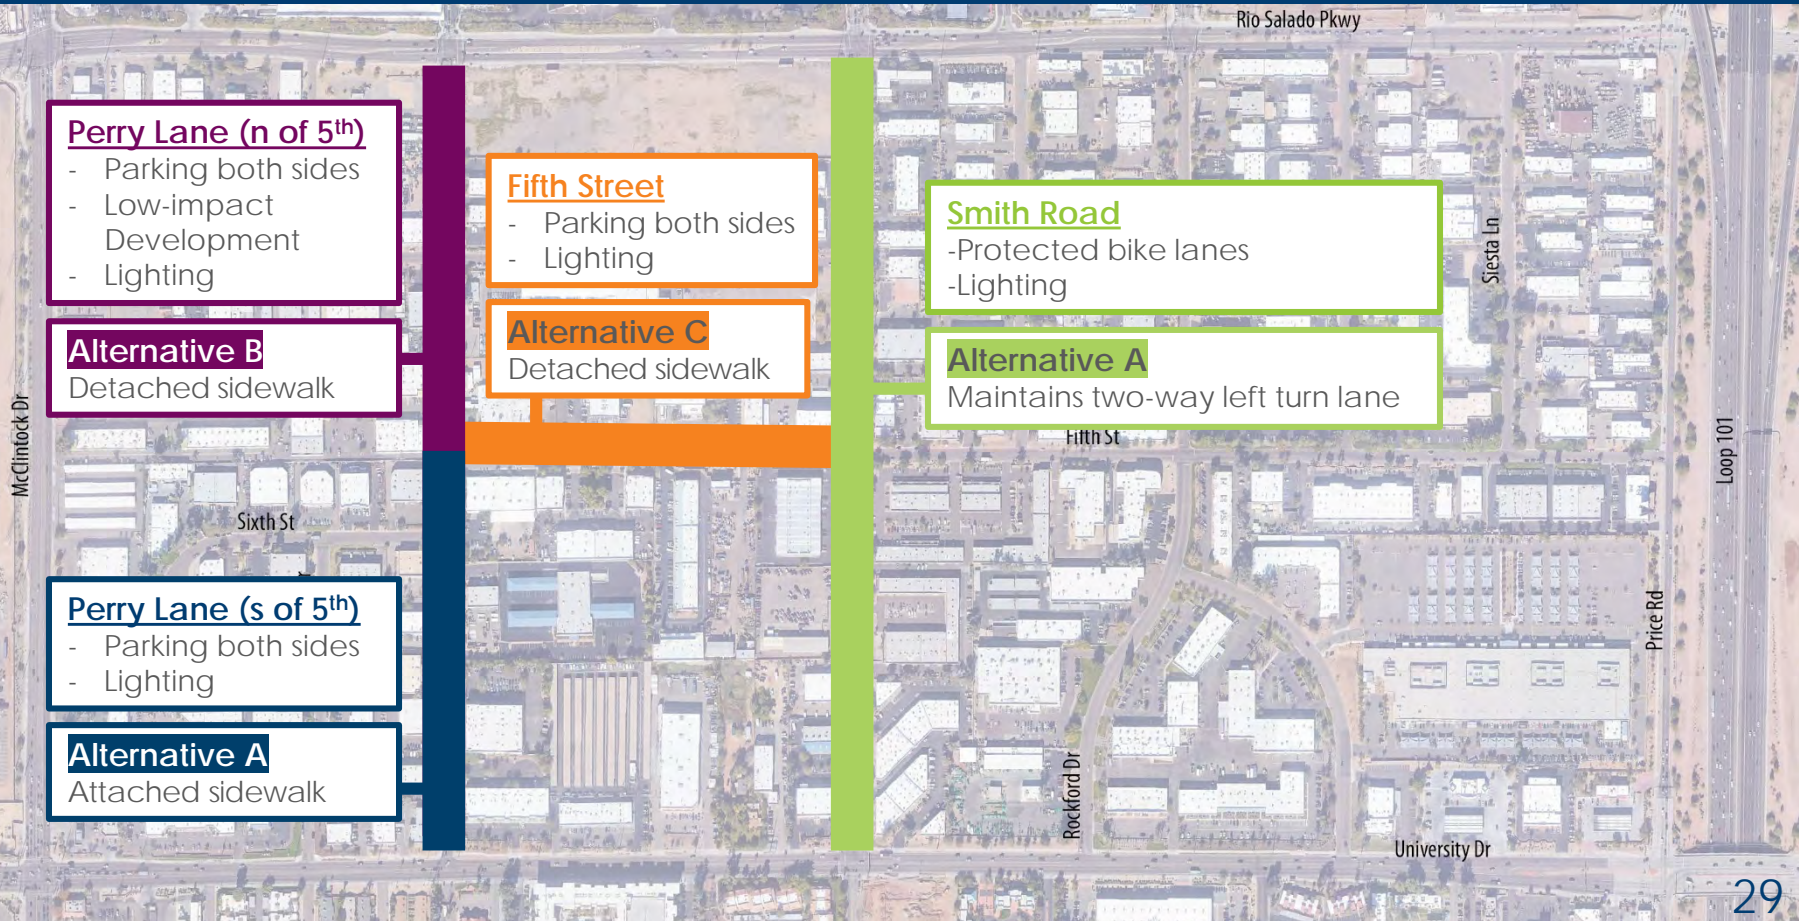 Rio Salado Pkwy
Perry Lane (n of 5th)
- Parking both sides
- Low-impact
Development
- Lighting
Alternative B
Detached sidewalk
Fifth Street
- Parking both sides
- Lighting
Alternative C
Detached sidewalk
Smith Road
-Protected bike lanes
-Lighting
Alternative A
Maintains two-way left turn lane
Siesta Ln
McClintock Dr
Fifth St
Loop 101
Sixth St
Perry Lane (s of 5th)
- Parking both sides
- Lighting
Alternative A
Attached sidewalk
Price Rd
Rockford Dr
University Dr
29